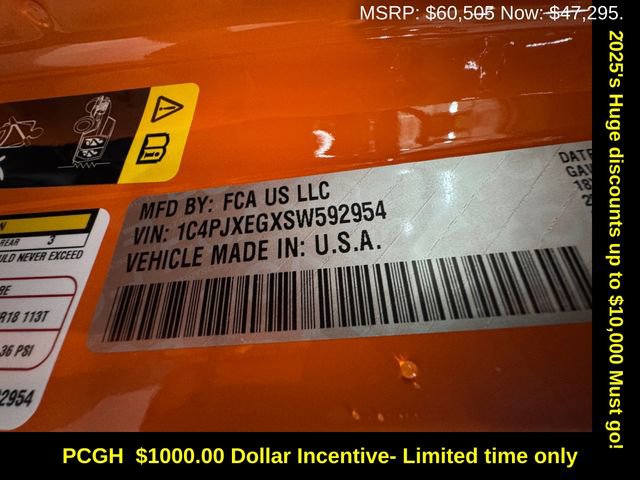 MSRP: $60,505 Now: $47,295.
2025's Huge discounts up to $10,000 Must go!
MFD BY: FCA US LLC
VIN: 1C4PJXEGXSW592954
VEHICLE MADE IN: U.S.A.
DATE
REAR 3
ULD NEVER EXCEED
R18 113T
36 PSI
2954
PCGH $1000.00 Dollar Incentive- Limited time only